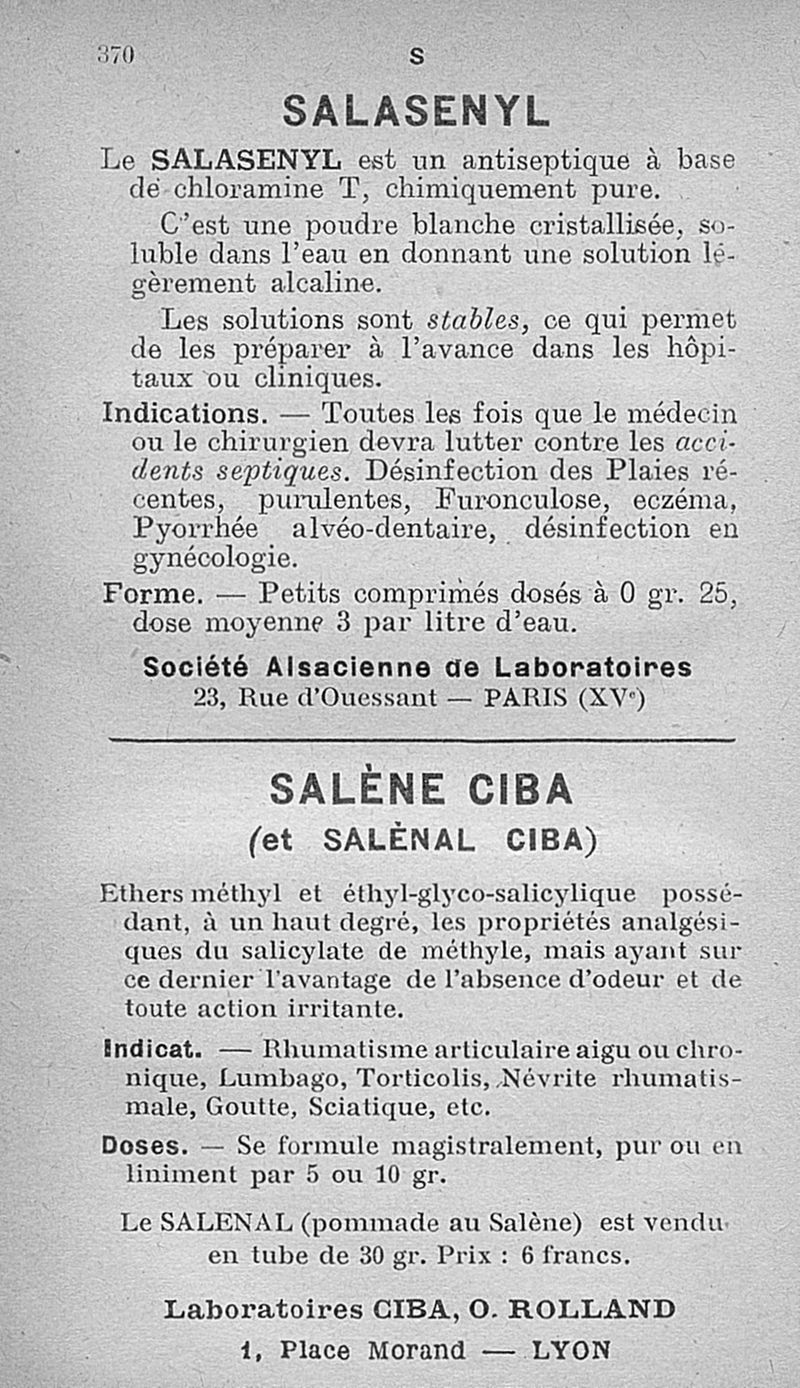 370
S
SALASENYL
Le SALASENYL est un antiseptique à base
de chloramine T, chimiquement pure.
C'est une poudre blanche cristallisée, so-
luble dans l'eau en donnant une solution lé-
gèrement alcaline.
Les solutions sont stables, ce qui permet
de les préparer à l'avance dans les hôpi-
taux ou cliniques.
Indications. — Toutes les fois que le médecin
ou le chirurgien devra lutter contre les acci-
dents septiques. Désinfection des Plaies ré-
centes, purulentes, Furonculose, eczéma,
Pyorrhée alvéo-dentaire, désinfection en
gynécologie.
Forme. — Petits comprimés dosés à 0 gr. 25,
dose moyenne 3 par litre d'eau.
Société Alsacienne de Laboratoires
23, Rue d'Ouessant — PARIS (XVe)
SALÈNE CIBA
(et SALÈNAL CIBA)
Ethers méthyl et éthyl-glyco-salicylique possé-
dant, à un haut degré, les propriétés analgési-
ques du salicylate de méthyle, mais ayant sur
ce dernier l'avantage de l'absence d'odeur et de
toute action irritante.
Indicat. — Rhumatisme articulaire aigu ou chro-
nique, Lumbago, Torticolis, Névrite rhumatis-
male, Goutte, Sciatique, etc.
Doses. — Se formule magistralement, pur ou en
liniment par 5 ou 10 gr.
Le SALENAL (pommade au Salène) est vendu
en tube de 30 gr. Prix : 6 francs.
Laboratoires CIBA, O. ROLLAND
1, Place Morand — LYON